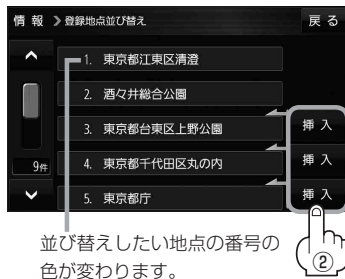 情報 > 登録地点並び替え 戻る
1. 東京都江東区清澄
2. 酒々井総合公園
3. 東京都台東区上野公園 挿入
9件 4. 東京都千代田区丸の内 挿入
5. 東京都庁 挿入
②
並び替えしたい地点の番号の
色が変わります。